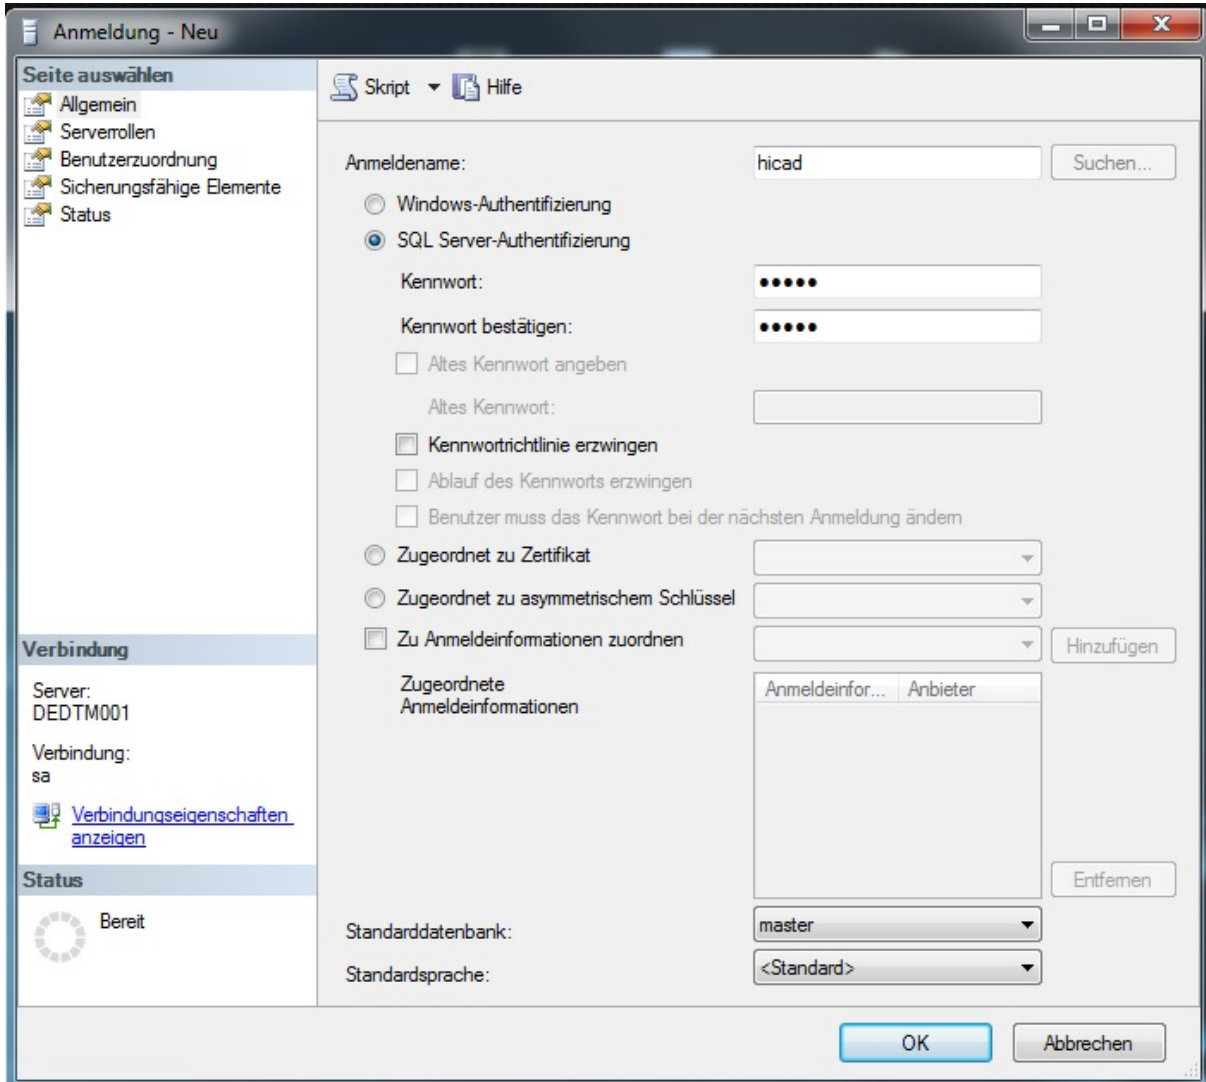 Anmeldung - Neu
Seite auswählen
Allgemein
Serverrollen
Benutzerzuordnung
Sicherungsfähige Elemente
Status
Verbindung
Server:
DEDTM001
Verbindung:
sa
Verbindungseigenschaften
anzeigen
Status
Bereit
Skript Hilfe
Anmeldename: hicad Suchen...
Windows-Authentifizierung
SQL Server-Authentifizierung
Kennwort: •••••
Kennwort bestätigen: •••••
Altes Kennwort angeben
Altes Kennwort:
Kennwortrichtlinie erzwingen
Ablauf des Kennworts erzwingen
Benutzer muss das Kennwort bei der nächsten Anmeldung ändern
Zugeordnet zu Zertifikat
Zugeordnet zu asymmetrischem Schlüssel
Zu Anmeldeinformationen zuordnen Hinzufügen
Zugeordnete
Anmeldeinformationen
Anmeldeinfor... Anbieter
Entfernen
Standarddatenbank: master
Standardsprache: <Standard>
OK Abbrechen